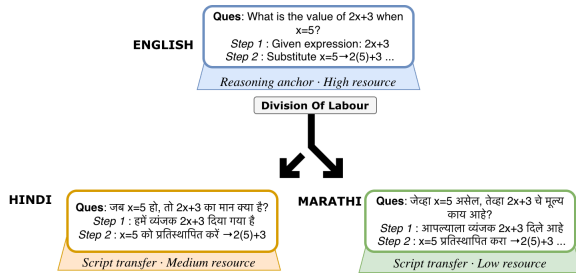 ENGLISH
Ques: What is the value of 2x+3 when
x=5?
Step 1 : Given expression: 2x+3
Step 2 : Substitute x=5→2(5)+3 ...
Reasoning anchor · High resource
Division Of Labour
HINDI
Ques: जब x=5 हो, तो 2x+3 का मान क्या है?
Step 1 : हमें व्यंजक 2x+3 दिया गया है
Step 2 : x=5 को प्रतिस्थापित करें →2(5)+3
Script transfer · Medium resource
MARATHI
Ques: जेव्हा x=5 असेल, तेव्हा 2x+3 चे मूल्य
काय आहे?
Step 1 : आपल्याला व्यंजक 2x+3 दिले आहे
Step 2 : x=5 प्रतिस्थापित करा →2(5)+3 ...
Script transfer · Low resource